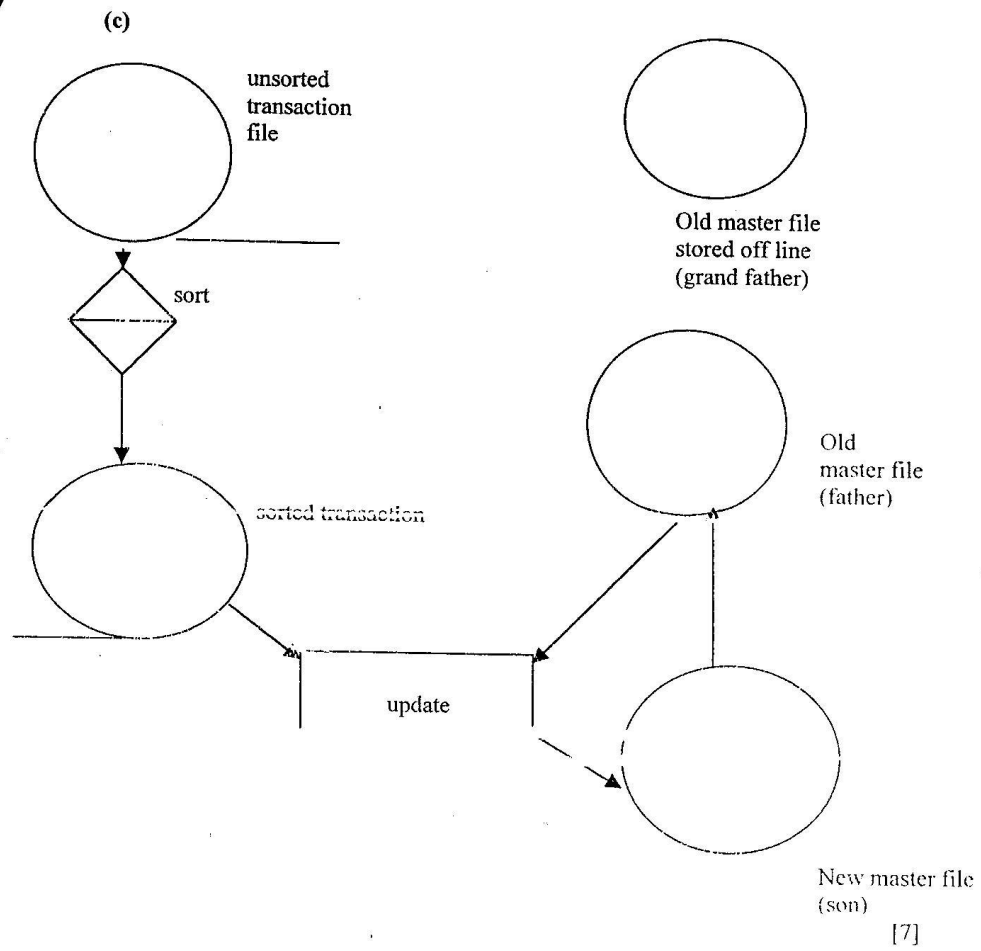 (c)
unsorted
transaction
file
Old master file
stored off line
(grand father)
sort
Old
master file
(father)
sorted transaction
update
New master file
(son)
[7]